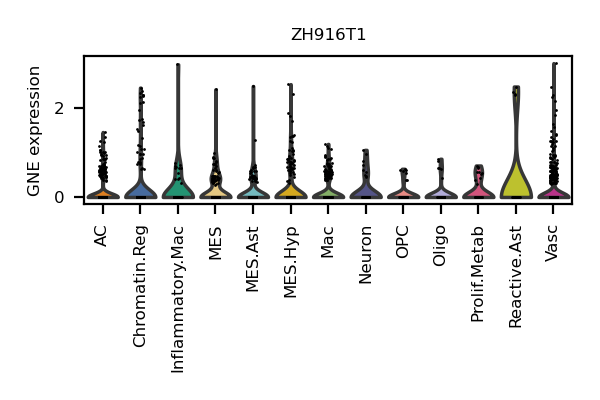 ZH916T1
GNE expression
2
0
AC
Chromatin.Reg
Inflammatory.Mac
MES
MES.Ast
MES.Hyp
Mac
Neuron
OPC
Oligo
Prolif.Metab
Reactive.Ast
Vasc